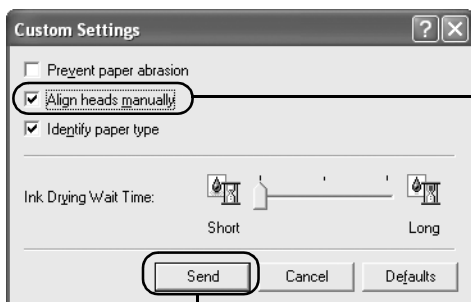 Custom Settings
Prevent paper abrasion
Align heads manually
Identify paper type
Ink Drying Wait Time:
Short Long
Send Cancel Defaults